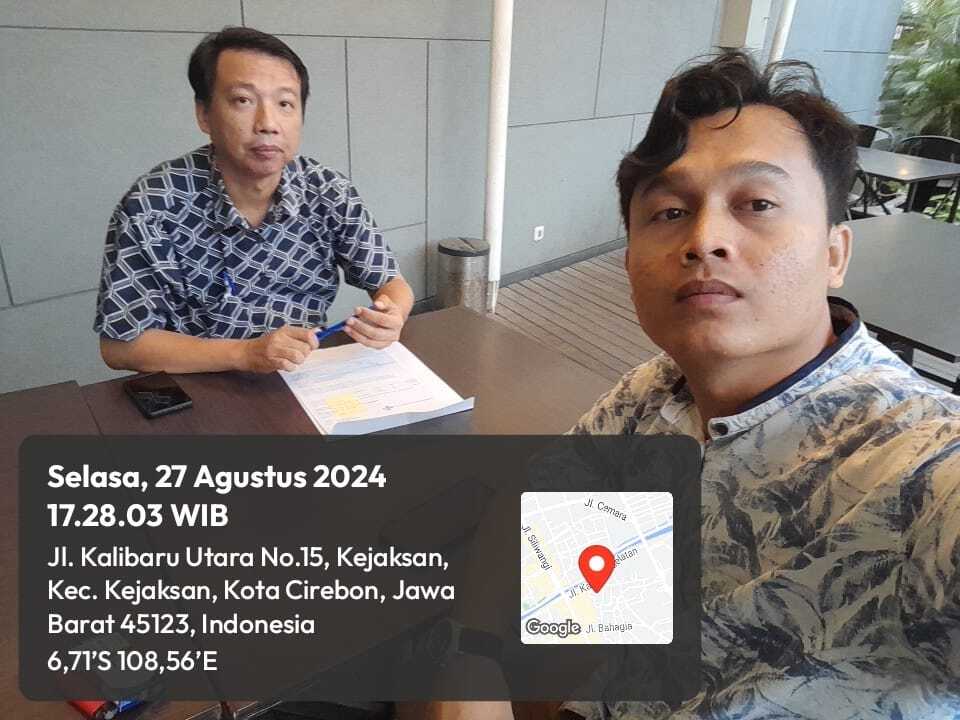 Selasa, 27 Agustus 2024
17.28.03 WIB
Jl. Kalibaru Utara No.15, Kejaksan,
Kec. Kejaksan, Kota Cirebon, Jawa
Barat 45123, Indonesia
6,71’S 108,56’E
Jl. Cemara
Jl. Siliwangi
Selatan
Google
Jl. Bahagia